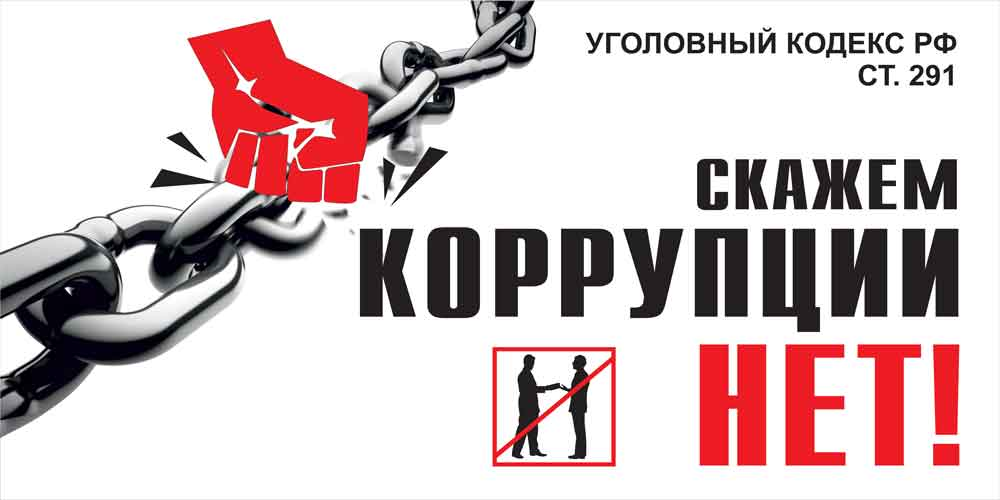 УГОЛОВНЫЙ КОДЕКС РФ
СТ. 291
СКАЖЕМ
КОРРУПЦИИ
НЕТ!